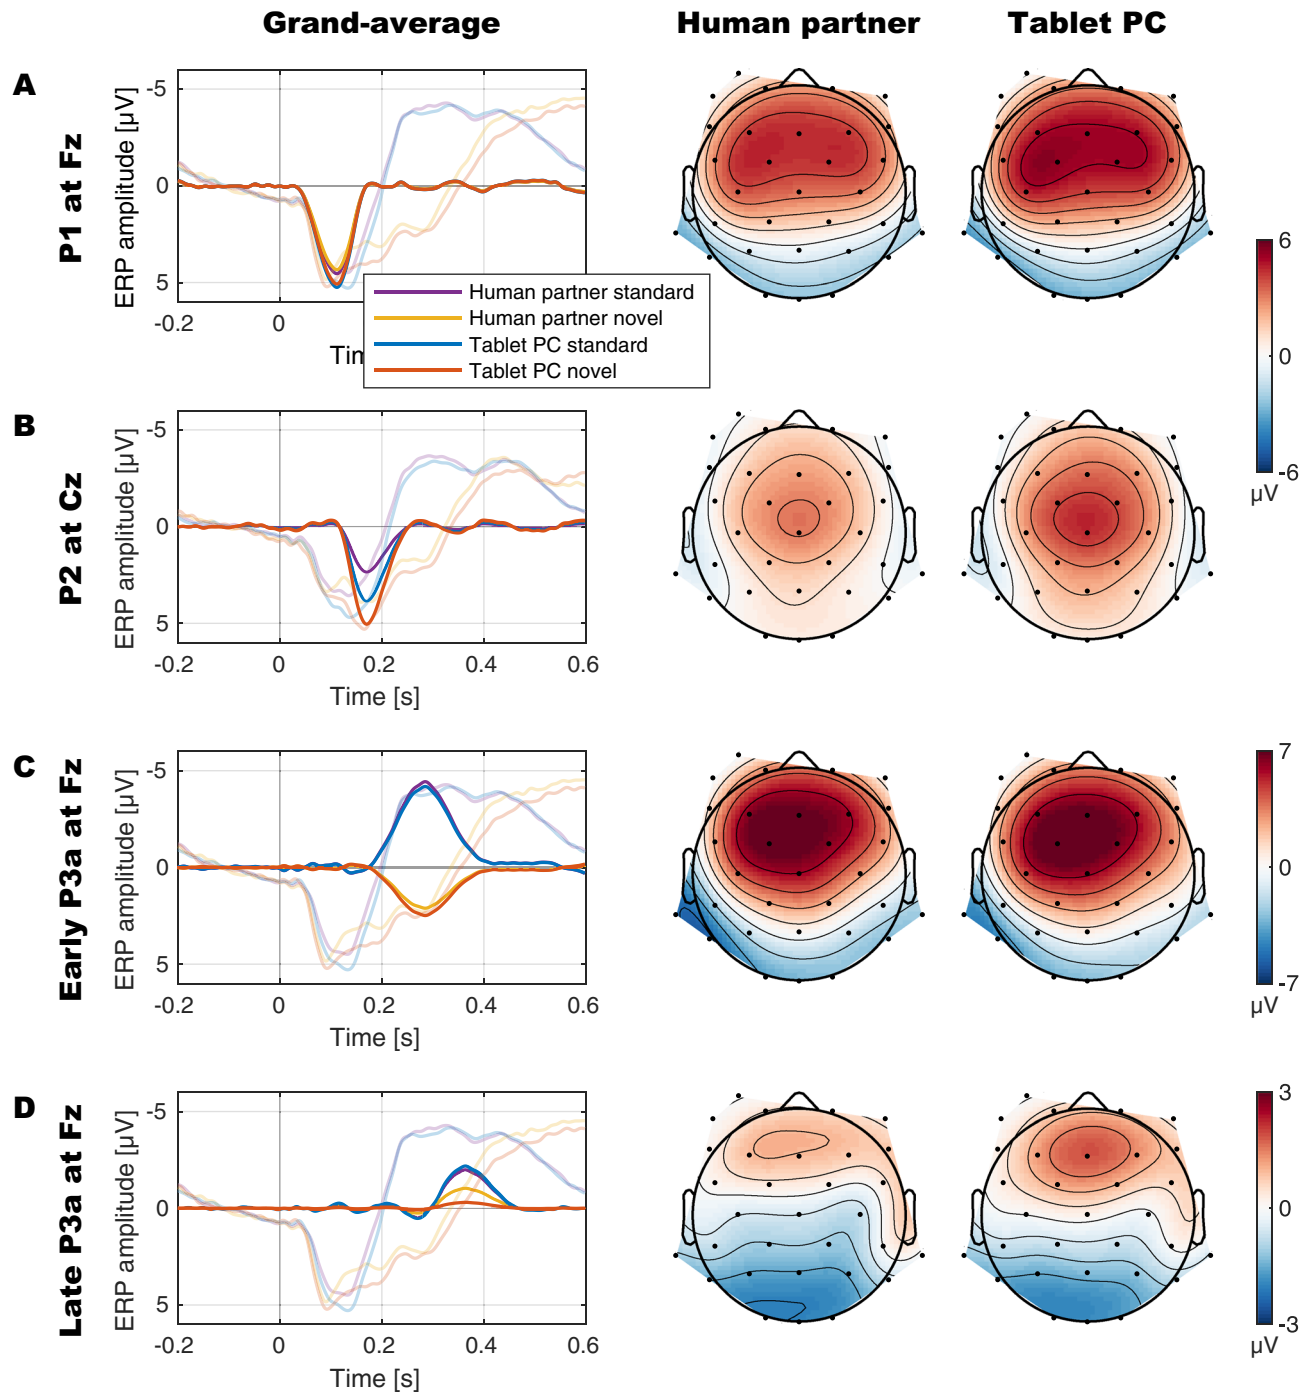 Grand-average
Human partner
Tablet PC
A
P1 at Fz
ERP amplitude [µV]
-5
0
5
-0.2
0
Tim
Human partner standard
Human partner novel
Tablet PC standard
Tablet PC novel
6
0
-6
µV
B
P2 at Cz
ERP amplitude [µV]
-5
0
5
-0.2
0
0.2
0.4
0.6
Time [s]
C
Early P3a at Fz
ERP amplitude [µV]
-5
0
5
-0.2
0
0.2
0.4
0.6
Time [s]
7
0
-7
µV
D
Late P3a at Fz
ERP amplitude [µV]
-5
0
5
-0.2
0
0.2
0.4
0.6
Time [s]
3
0
-3
µV